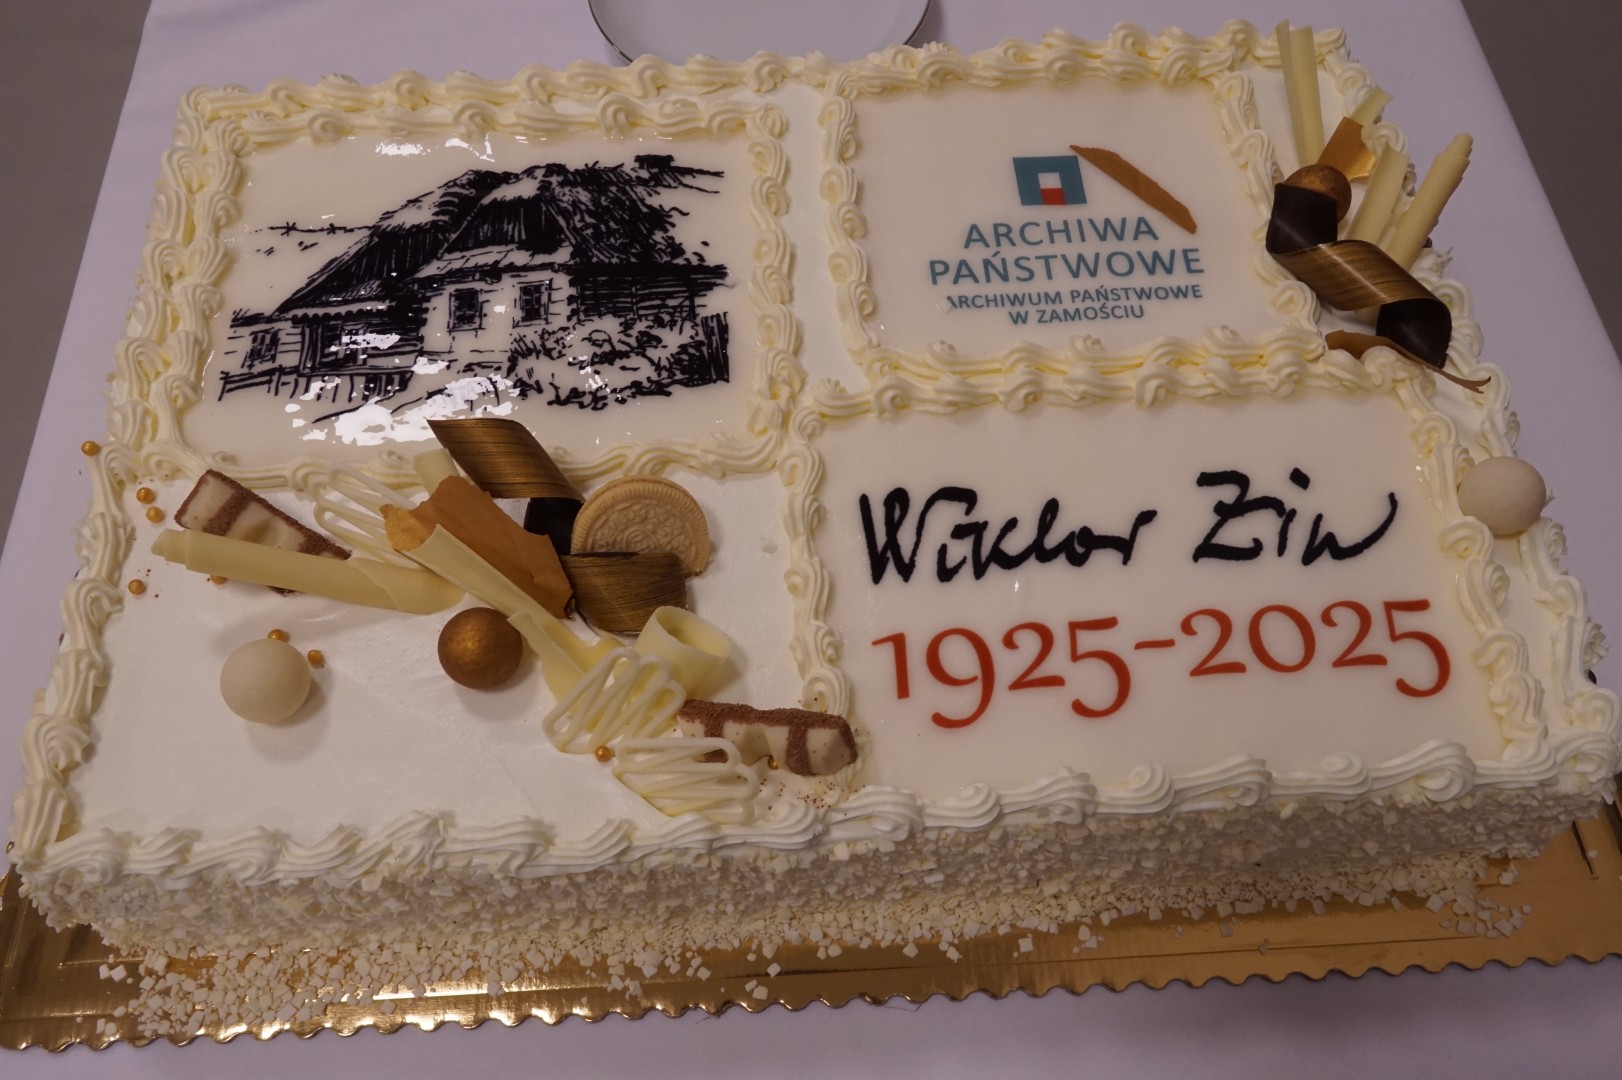 ARCHIWA
PAŃSTWOWE
ARCHIWUM PAŃSTWOWE
W ZAMOŚCIU
Wiktor Zin
1925-2025